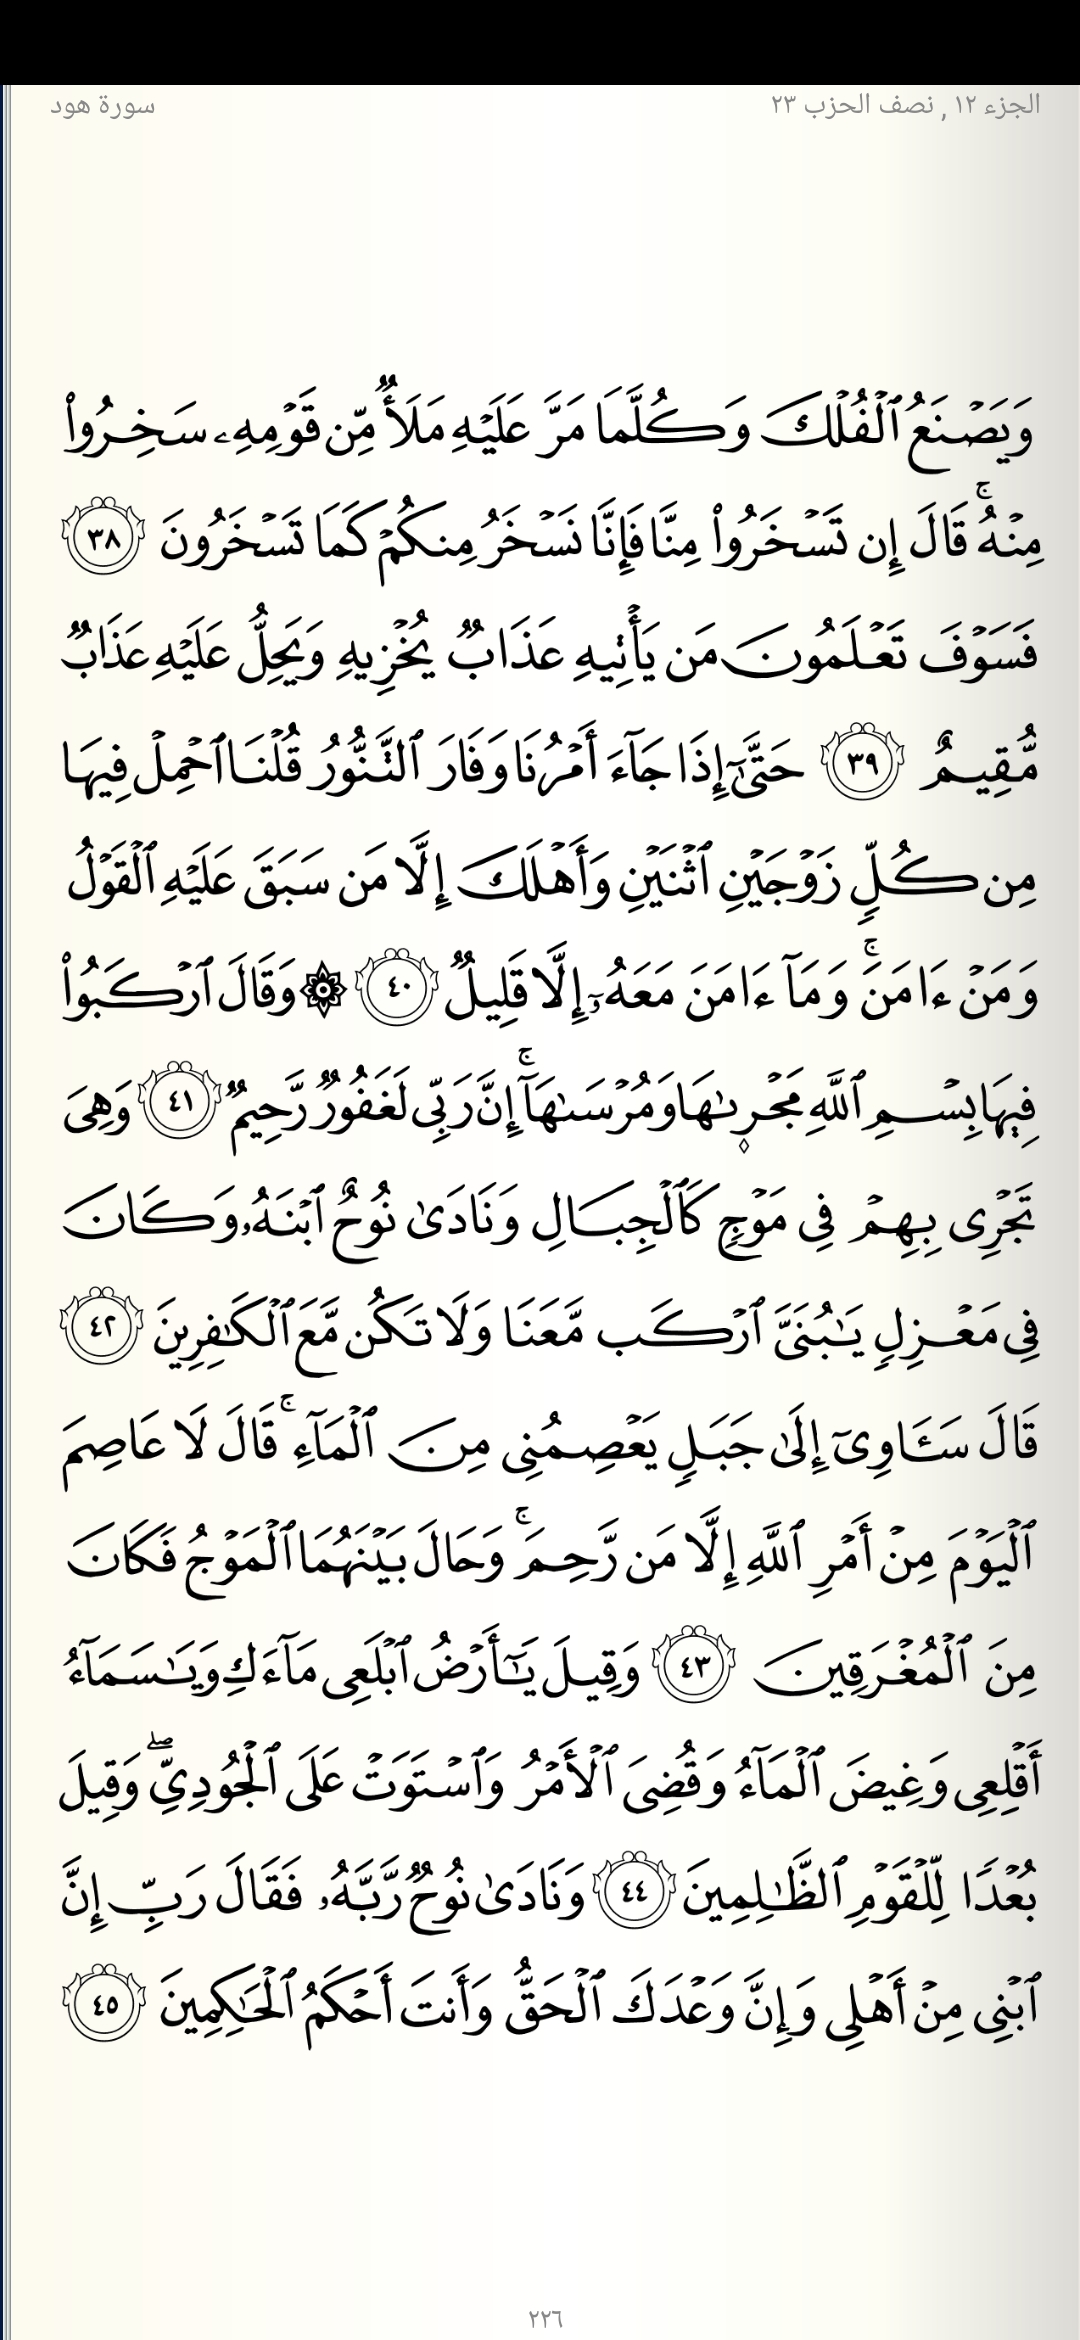 الجزء ١٢ , نصف الحزب ٢٣
سورة هود
وَيَصْنَعُ ٱلْفُلْكَ وَكُلَّمَا مَرَّ عَلَيْهِ مَلَأٌ مِّن قَوْمِهِۦ سَخِرُوا۟
مِنْهُ ۚ قَالَ إِن تَسْخَرُوا۟ مِنَّا فَإِنَّا نَسْخَرُ مِنكُمْ كَمَا تَسْخَرُونَ ٣٨
فَسَوْفَ تَعْلَمُونَ مَن يَأْتِيهِ عَذَابٌ يُخْزِيهِ وَيَحِلُّ عَلَيْهِ عَذَابٌ
مُّقِيمٌ ٣٩ حَتَّىٰٓ إِذَا جَآءَ أَمْرُنَا وَفَارَ ٱلتَّنُّورُ قُلْنَا ٱحْمِلْ فِيهَا
مِن كُلٍّ زَوْجَيْنِ ٱثْنَيْنِ وَأَهْلَكَ إِلَّا مَن سَبَقَ عَلَيْهِ ٱلْقَوْلُ
وَمَنْ ءَامَنَ ۚ وَمَآ ءَامَنَ مَعَهُۥٓ إِلَّا قَلِيلٌ ٤٠ ۞ وَقَالَ ٱرْكَبُوا۟
فِيهَا بِسْمِ ٱللَّهِ مَجْر۪ىٰهَا وَمُرْسَىٰهَآ ۚ إِنَّ رَبِّى لَغَفُورٌ رَّحِيمٌ ٤١ وَهِىَ
تَجْرِى بِهِمْ فِى مَوْجٍ كَٱلْجِبَالِ وَنَادَىٰ نُوحٌ ٱبْنَهُۥ وَكَانَ
فِى مَعْزِلٍ يَٰبُنَىَّ ٱرْكَب مَّعَنَا وَلَا تَكُن مَّعَ ٱلْكَٰفِرِينَ ٤٢
قَالَ سَـَٔاوِىٓ إِلَىٰ جَبَلٍ يَعْصِمُنِى مِنَ ٱلْمَآءِ ۚ قَالَ لَا عَاصِمَ
ٱلْيَوْمَ مِنْ أَمْرِ ٱللَّهِ إِلَّا مَن رَّحِمَ ۚ وَحَالَ بَيْنَهُمَا ٱلْمَوْجُ فَكَانَ
مِنَ ٱلْمُغْرَقِينَ ٤٣ وَقِيلَ يَٰٓأَرْضُ ٱبْلَعِى مَآءَكِ وَيَٰسَمَآءُ
أَقْلِعِى وَغِيضَ ٱلْمَآءُ وَقُضِىَ ٱلْأَمْرُ وَٱسْتَوَتْ عَلَى ٱلْجُودِىِّ ۖ وَقِيلَ
بُعْدًا لِّلْقَوْمِ ٱلظَّٰلِمِينَ ٤٤ وَنَادَىٰ نُوحٌ رَّبَّهُۥ فَقَالَ رَبِّ إِنَّ
ٱبْنِى مِنْ أَهْلِى وَإِنَّ وَعْدَكَ ٱلْحَقُّ وَأَنتَ أَحْكَمُ ٱلْحَٰكِمِينَ ٤٥
٢٢٦